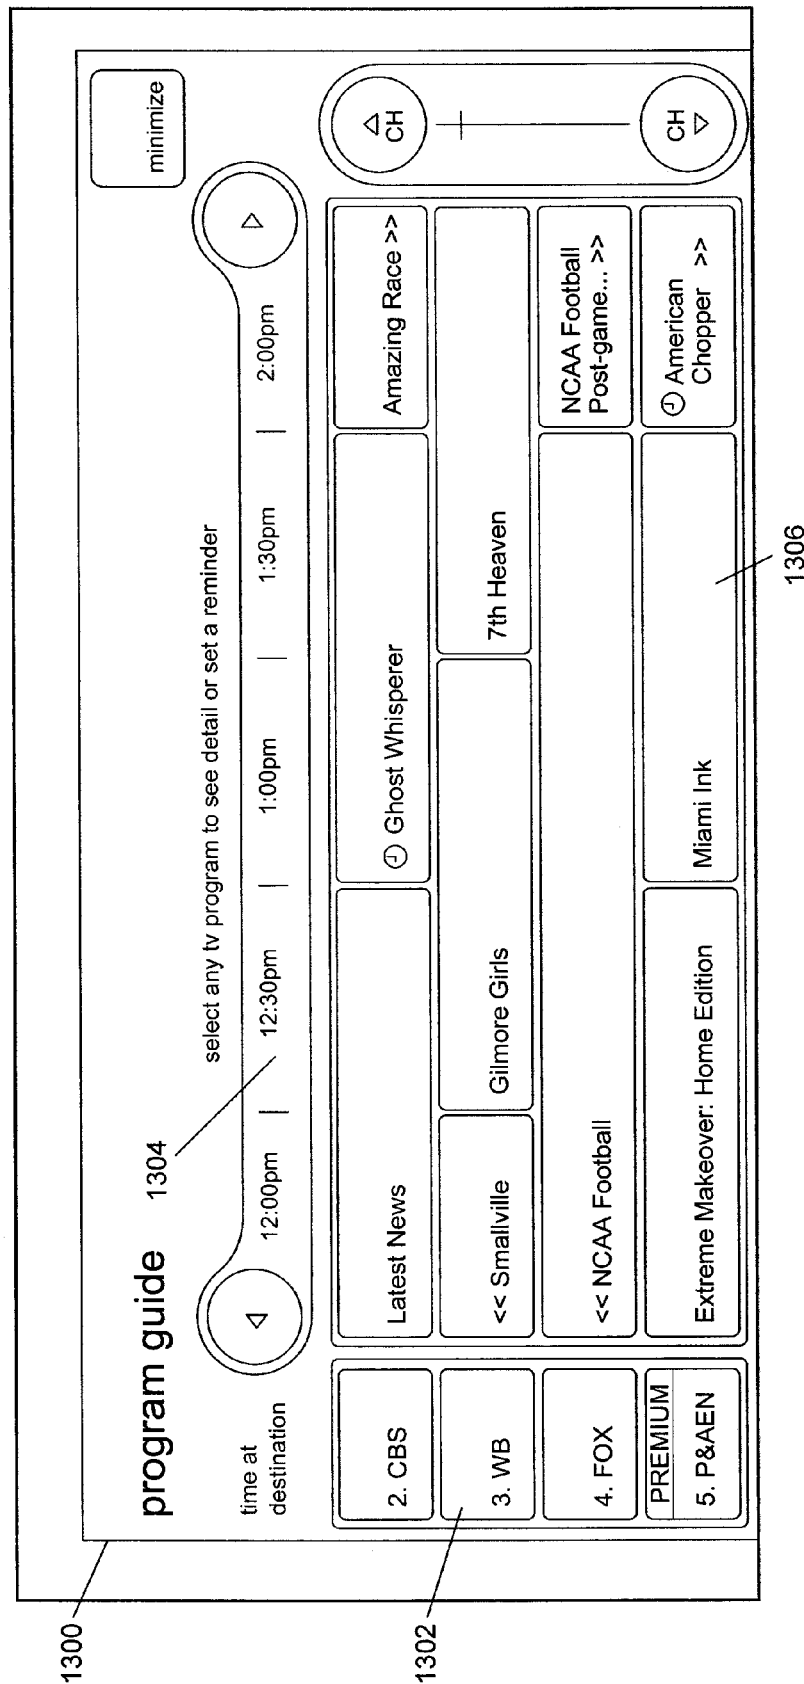 1300
program guide
minimize
1304
select any tv program to see detail or set a reminder
time at
destination
12:00pm
12:30pm
1:00pm
1:30pm
2:00pm
2. CBS
Latest News
Ghost Whisperer
Amazing Race >>
CH
1302
3. WB
<< Smallville
Gilmore Girls
7th Heaven
4. FOX
<< NCAA Football
NCAA Football
Post-game... >>
PREMIUM
5. P&AEN
Extreme Makeover: Home Edition
Miami Ink
American
Chopper >>
CH
1306